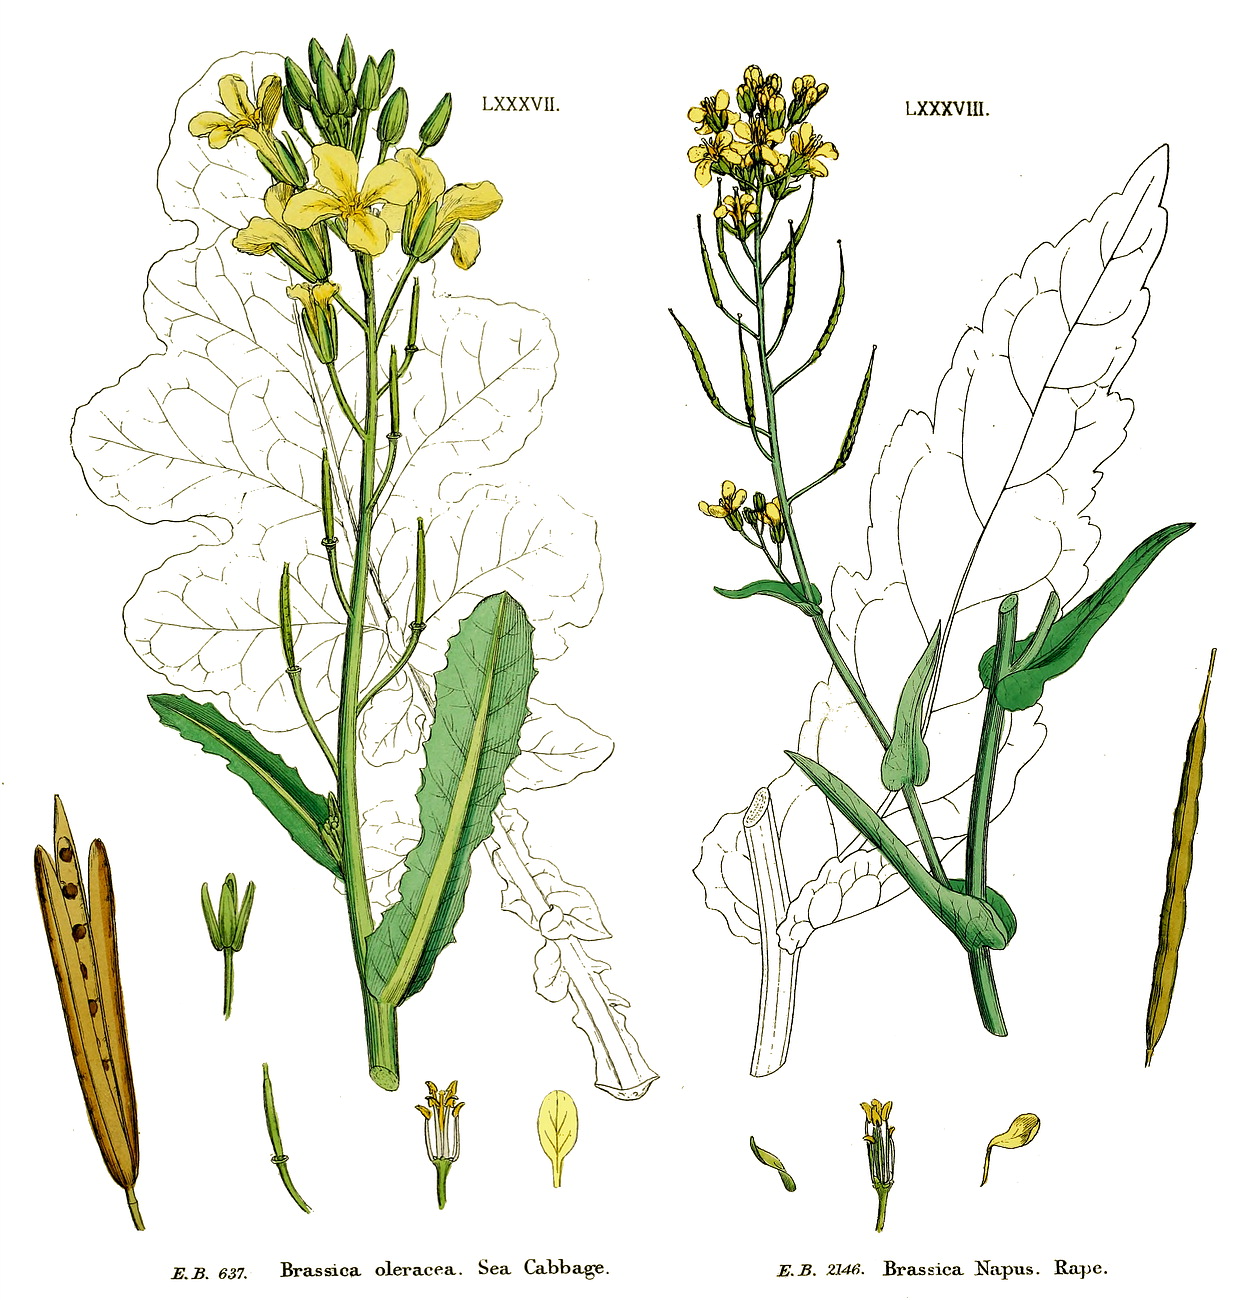 LXXXVII.
LXXXVIII.
E. B. 637. Brassica oleracea. Sea Cabbage.
E. B. 2146. Brassica Napus. Rape.